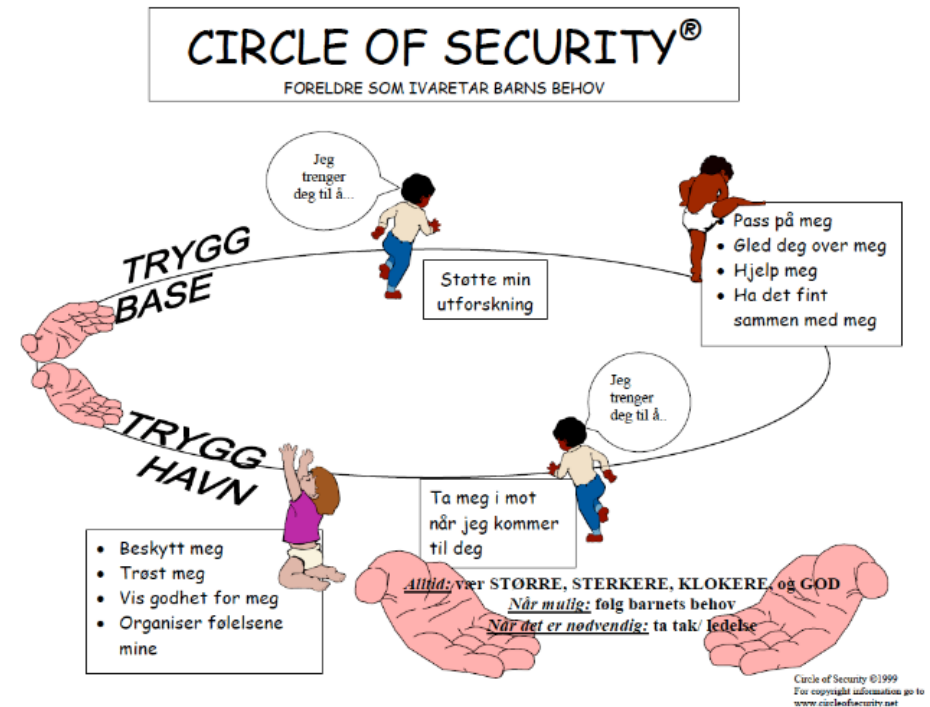 CIRCLE OF SECURITY®
FORELDRE SOM IVARETAR BARNS BEHOV
Jeg
trenger
deg til å...
TRYGG
BASE
Støtte min
utforskning
• Pass på meg
• Gled deg over meg
• Hjelp meg
• Ha det fint
sammen med meg
Jeg
trenger
deg til å..
TRYGG
HAVN
Ta meg i mot
når jeg kommer
til deg
• Beskytt meg
• Trøst meg
• Vis godhet for meg
• Organiser følelsene
mine
Alltid: vær STØRRE, STERKERE, KLOKERE, og GOD
Når mulig: følg barnets behov
Når det er nødvendig: ta tak/ ledelse
Circle of Security ©1999
For copyright information go to
www.circleofsecurity.net